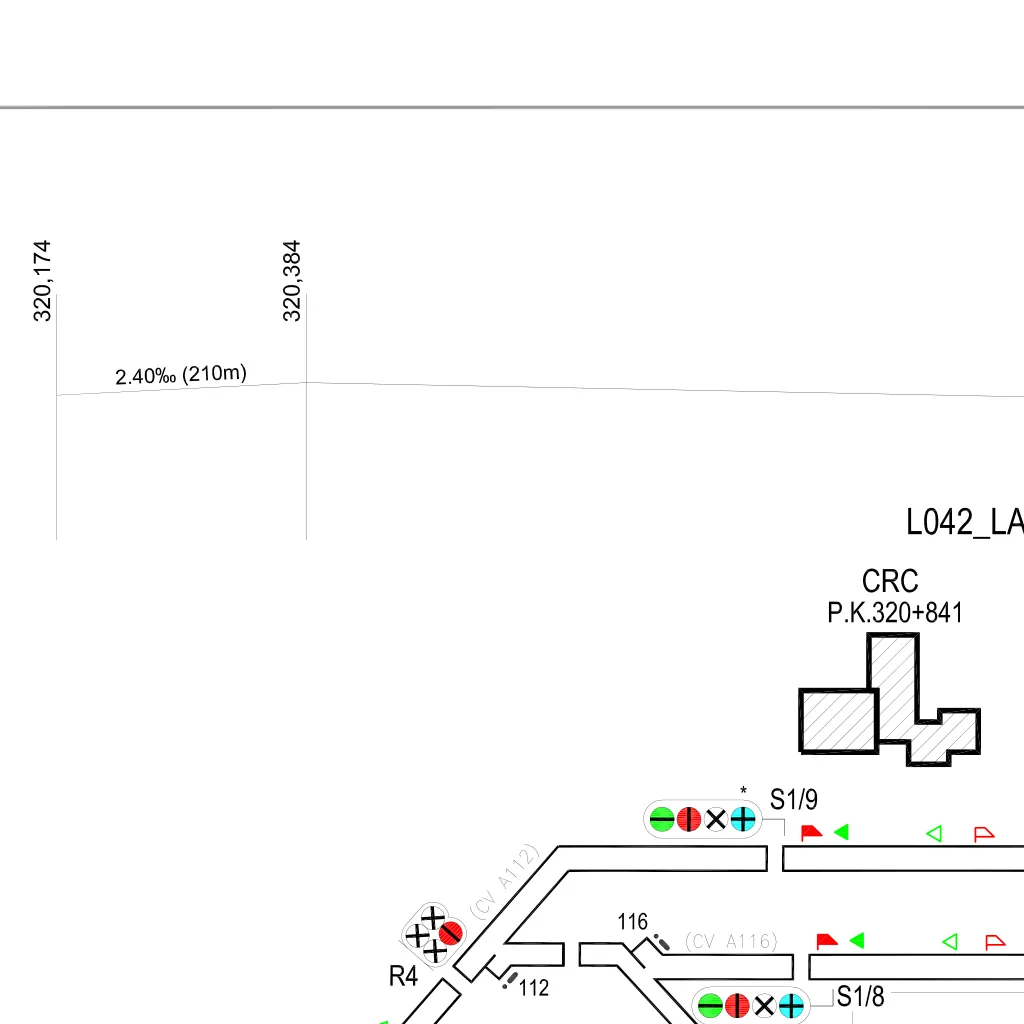 320,174
320,384
2.40‰ (210m)
L042_LA
CRC
P.K.320+841
* S1/9
(CV A112)
116
(CV A116)
R4
112
S1/8